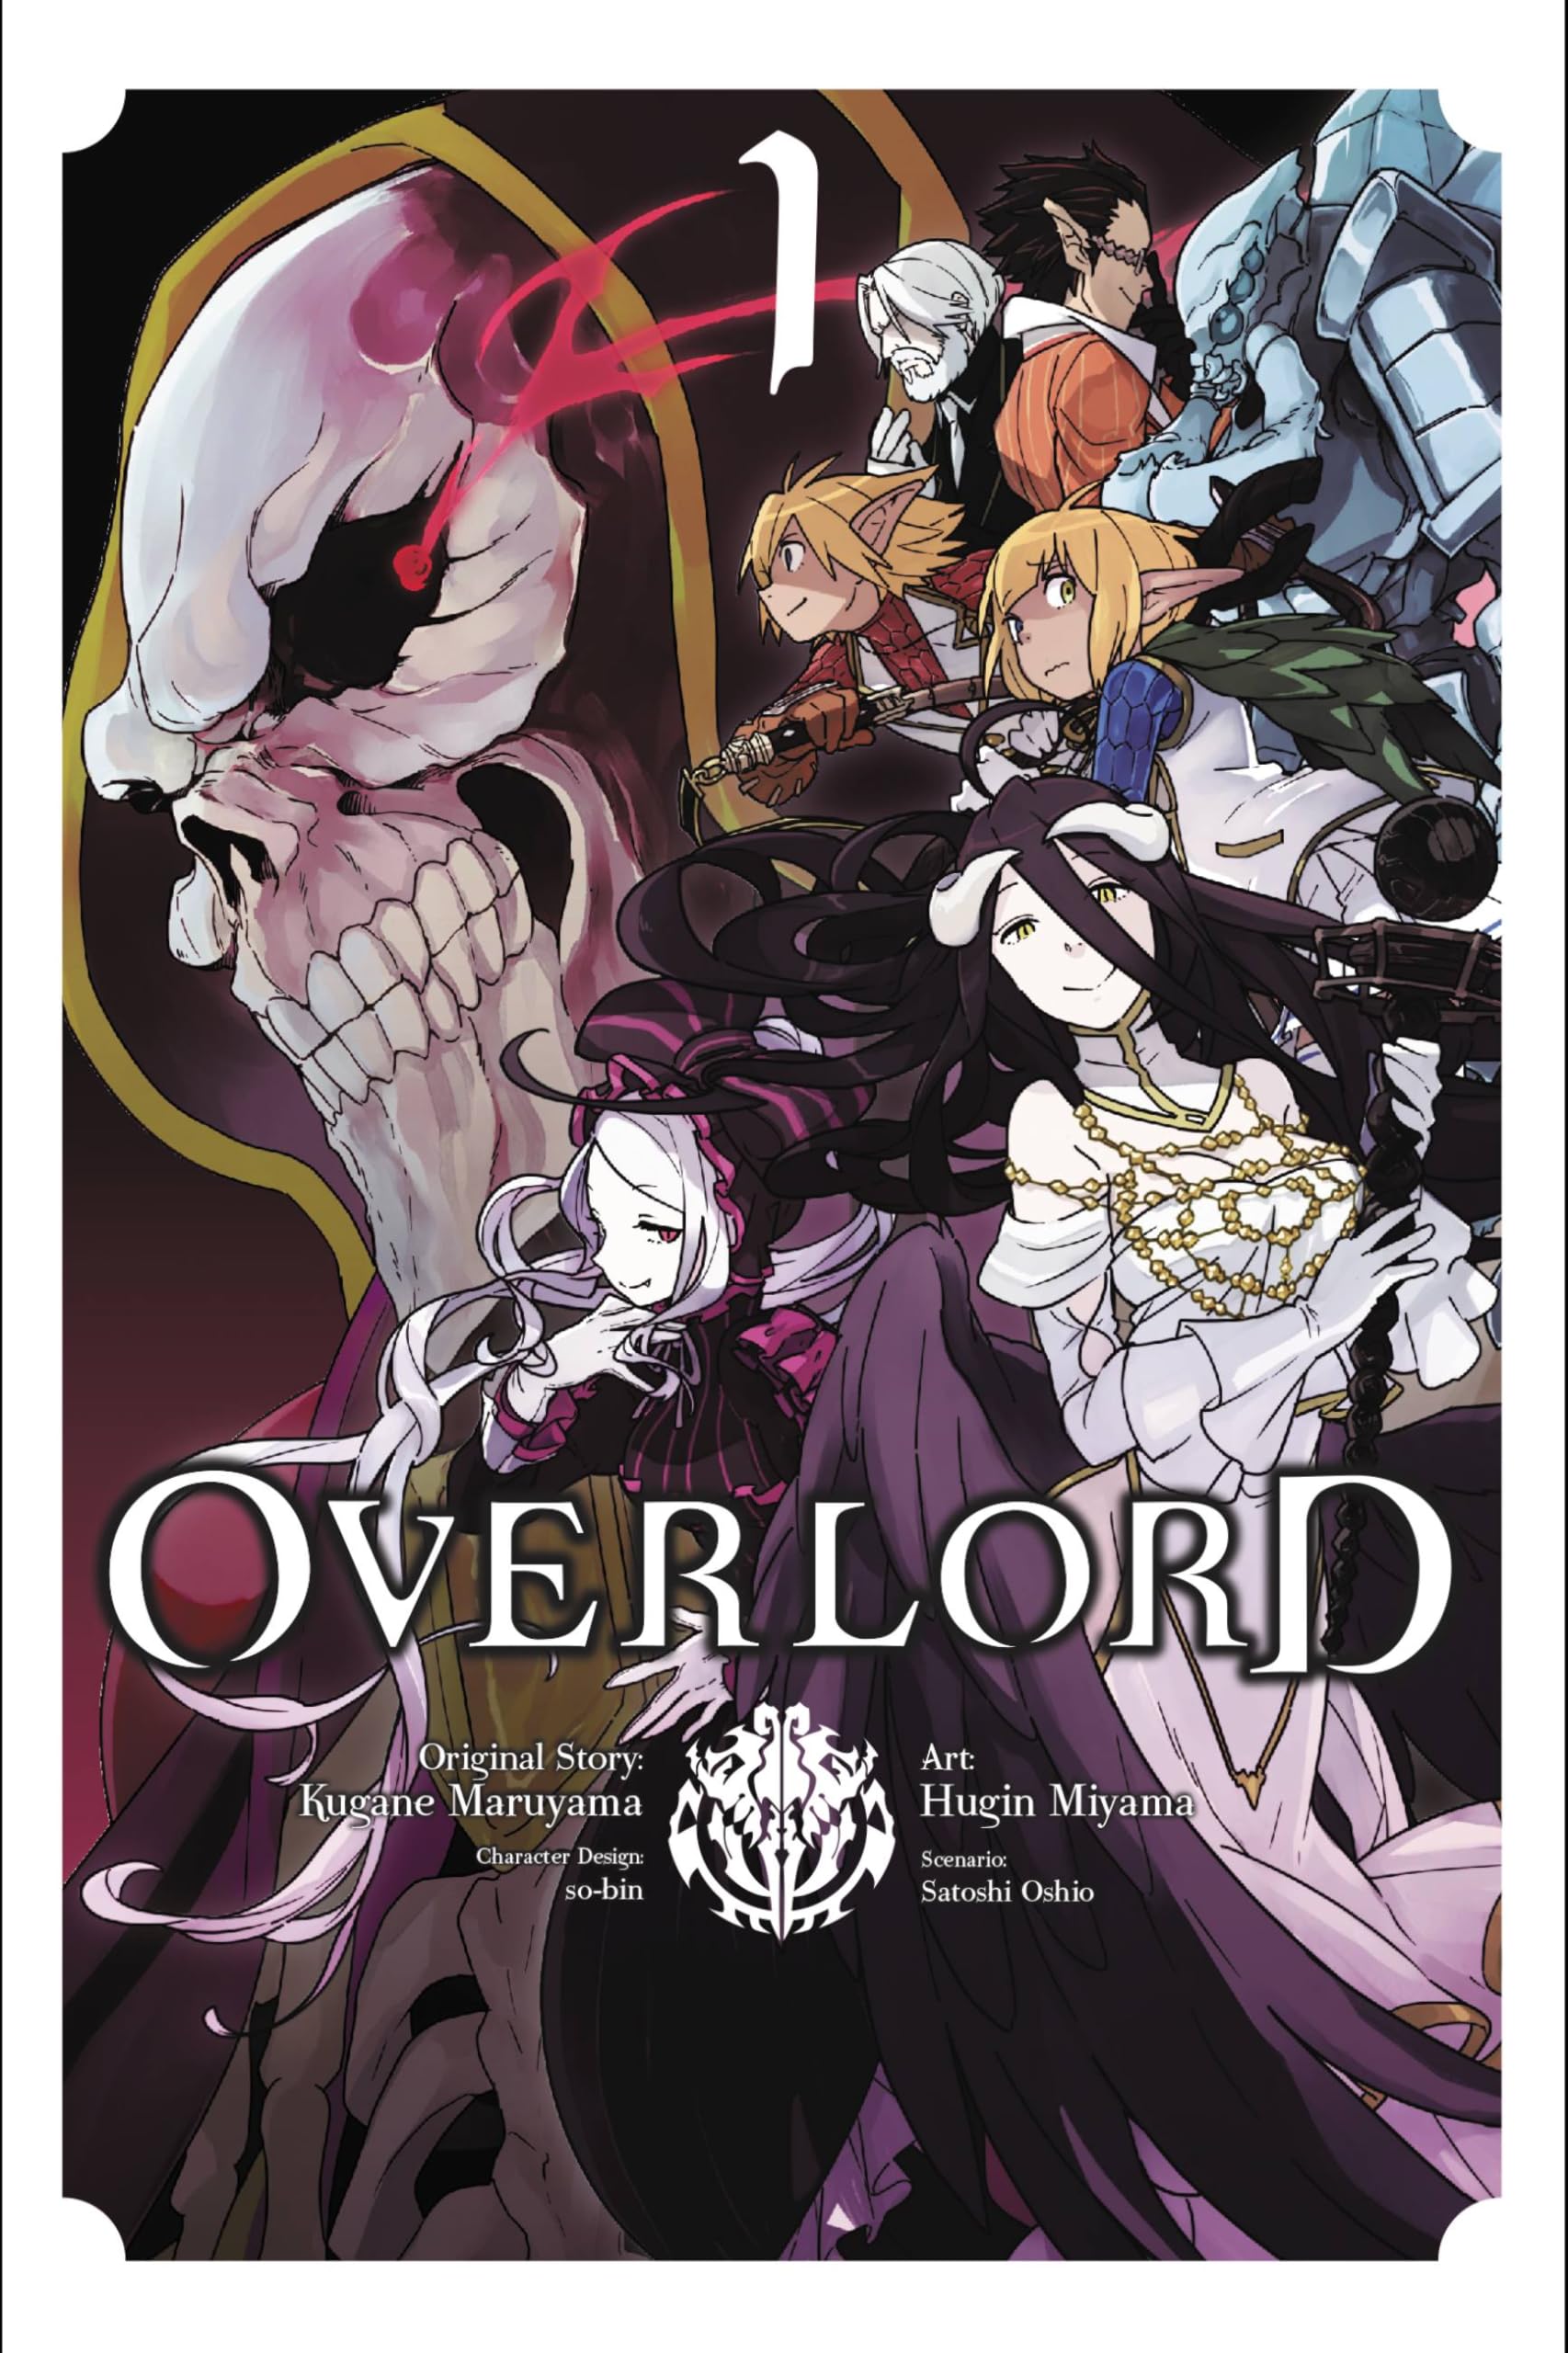 1
OVERLORD
Original Story:
Kugane Maruyama
Character Design:
so-bin
Art:
Hugin Miyama
Scenario:
Satoshi Oshio